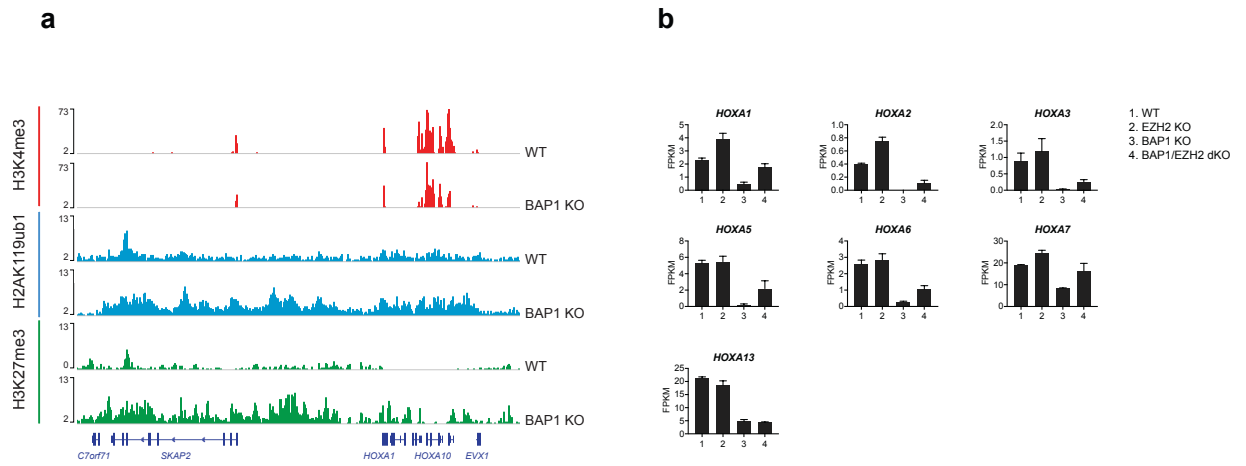 a
b
H3K4me3
73
2
WT
73
2
BAP1 KO
H2AK119ub1
13
2
WT
13
2
BAP1 KO
H3K27me3
13
0
WT
13
2
BAP1 KO
C7orf71 SKAP2 HOXA1 HOXA10 EVX1
HOXA1
FPKM
5
4
3
2
1
0
1 2 3 4
HOXA2
FPKM
1.0
0.8
0.6
0.4
0.2
0.0
1 2 3 4
HOXA3
FPKM
2.0
1.5
1.0
0.5
0.0
1 2 3 4
1. WT
2. EZH2 KO
3. BAP1 KO
4. BAP1/EZH2 dKO
HOXA5
FPKM
8
6
4
2
0
1 2 3 4
HOXA6
FPKM
4
3
2
1
0
1 2 3 4
HOXA7
FPKM
30
20
10
0
1 2 3 4
HOXA13
FPKM
25
20
15
10
5
0
1 2 3 4